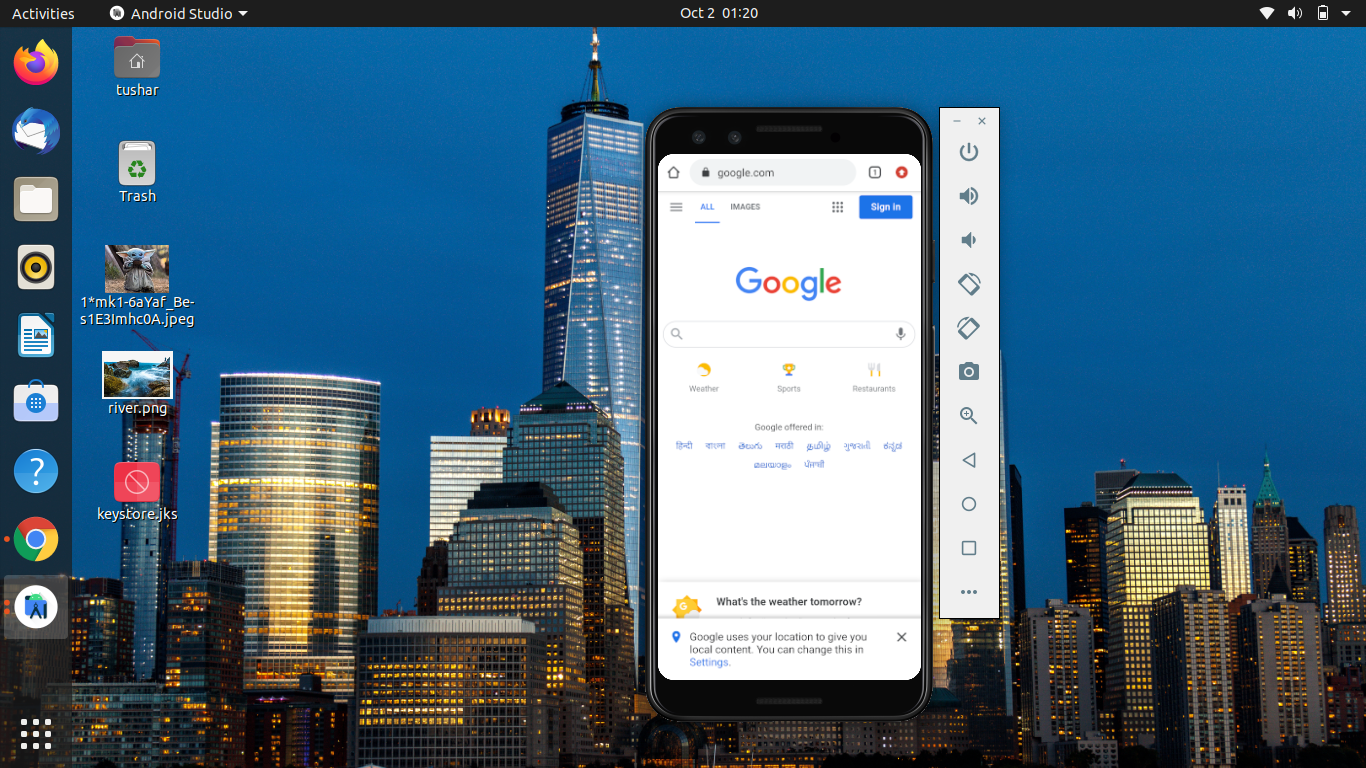 Activities
Android Studio
Oct 2 01:20
tushar
Trash
1*mk1-6aYaf_Be-
s1E3Imhc0A.jpeg
river.png
keystore.jks
google.com
1
ALL
IMAGES
Sign in
Google
Weather
Sports
Restaurants
Google offered in:
हिन्दी বাংলা తెలుగు मराठी தமிழ் ગુજરાતી ಕನ್ನಡ
മലയാളം ਪੰਜਾਬੀ
G
What's the weather tomorrow?
Google uses your location to give you
local content. You can change this in
Settings.